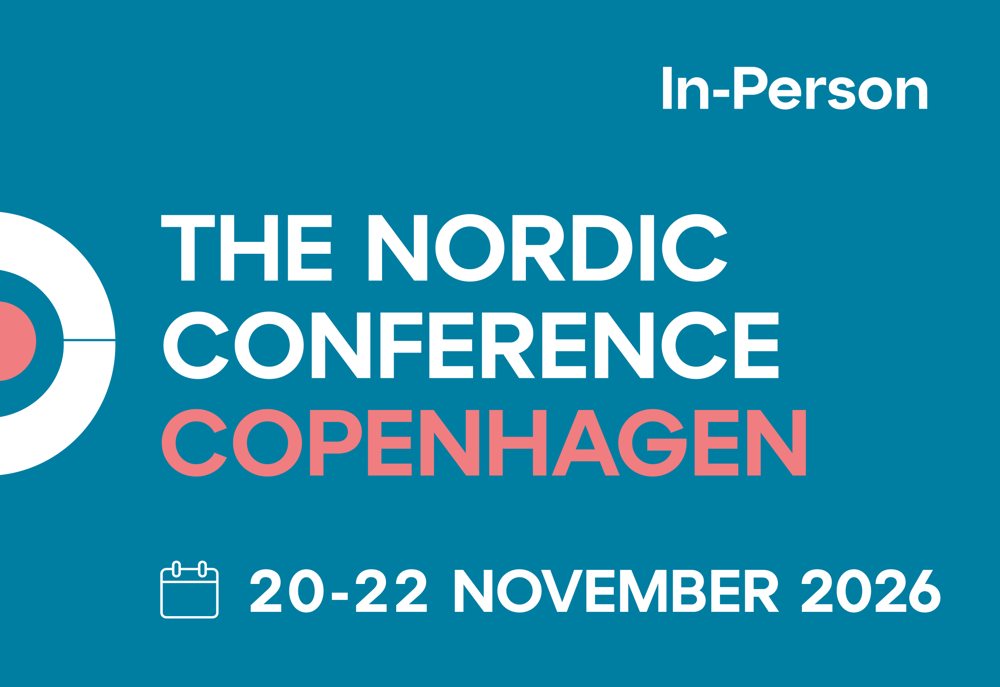 In-Person
THE NORDIC
CONFERENCE
COPENHAGEN
20-22 NOVEMBER 2026